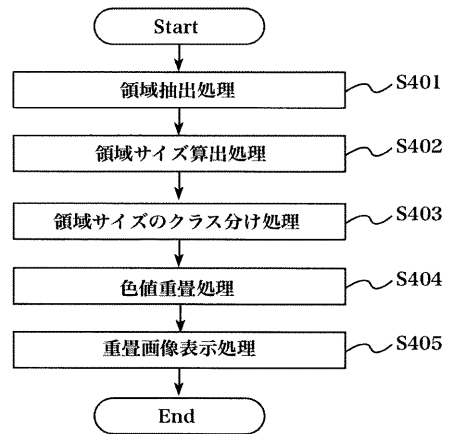 Start
領域抽出処理 S401
領域サイズ算出処理 S402
領域サイズのクラス分け処理 S403
色値重畳処理 S404
重畳画像表示処理 S405
End